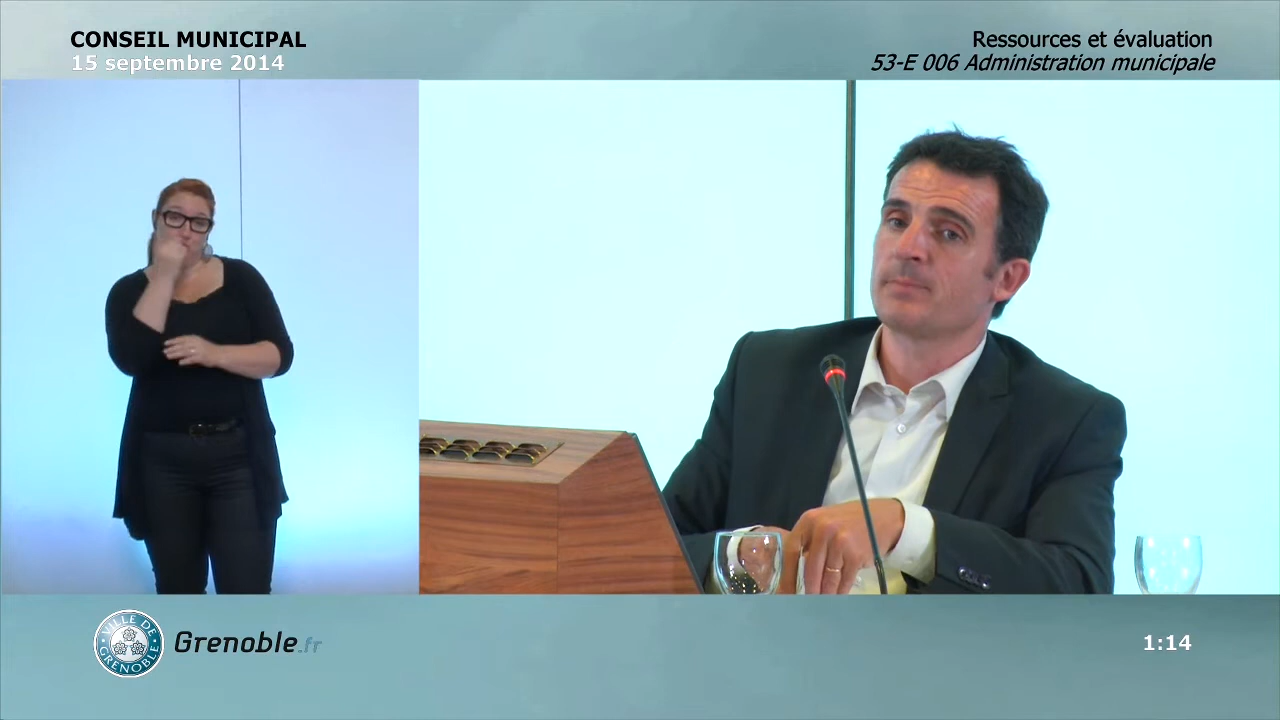 CONSEIL MUNICIPAL
15 septembre 2014
Ressources et évaluation
53-E 006 Administration municipale
VILLE DE GRENOBLE
Grenoble.fr
1:14